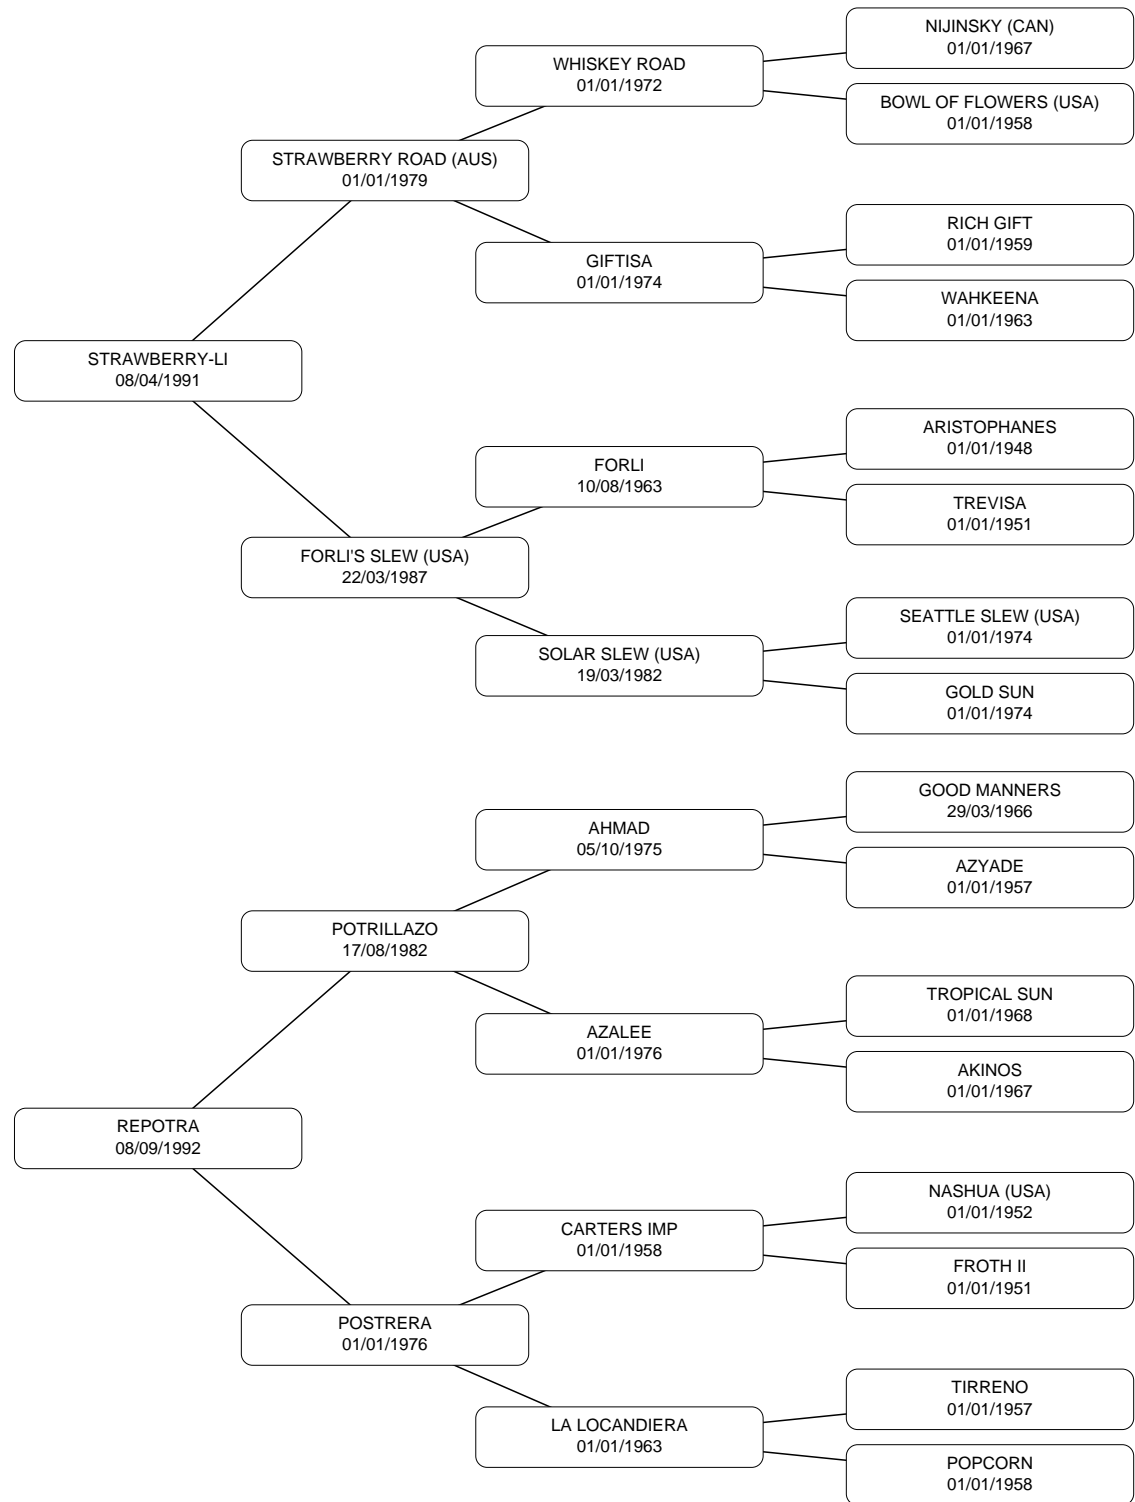 NIJINSKY (CAN)
01/01/1967
WHISKEY ROAD
01/01/1972
BOWL OF FLOWERS (USA)
01/01/1958
STRAWBERRY ROAD (AUS)
01/01/1979
RICH GIFT
01/01/1959
GIFTISA
01/01/1974
WAHKEENA
01/01/1963
STRAWBERRY-LI
08/04/1991
ARISTOPHANES
01/01/1948
FORLI
10/08/1963
TREVISA
01/01/1951
FORLI'S SLEW (USA)
22/03/1987
SEATTLE SLEW (USA)
01/01/1974
SOLAR SLEW (USA)
19/03/1982
GOLD SUN
01/01/1974
GOOD MANNERS
29/03/1966
AHMAD
05/10/1975
AZYADE
01/01/1957
POTRILLAZO
17/08/1982
TROPICAL SUN
01/01/1968
AZALEE
01/01/1976
AKINOS
01/01/1967
REPOTRA
08/09/1992
NASHUA (USA)
01/01/1952
CARTERS IMP
01/01/1958
FROTH II
01/01/1951
POSTRERA
01/01/1976
TIRRENO
01/01/1957
LA LOCANDIERA
01/01/1963
POPCORN
01/01/1958